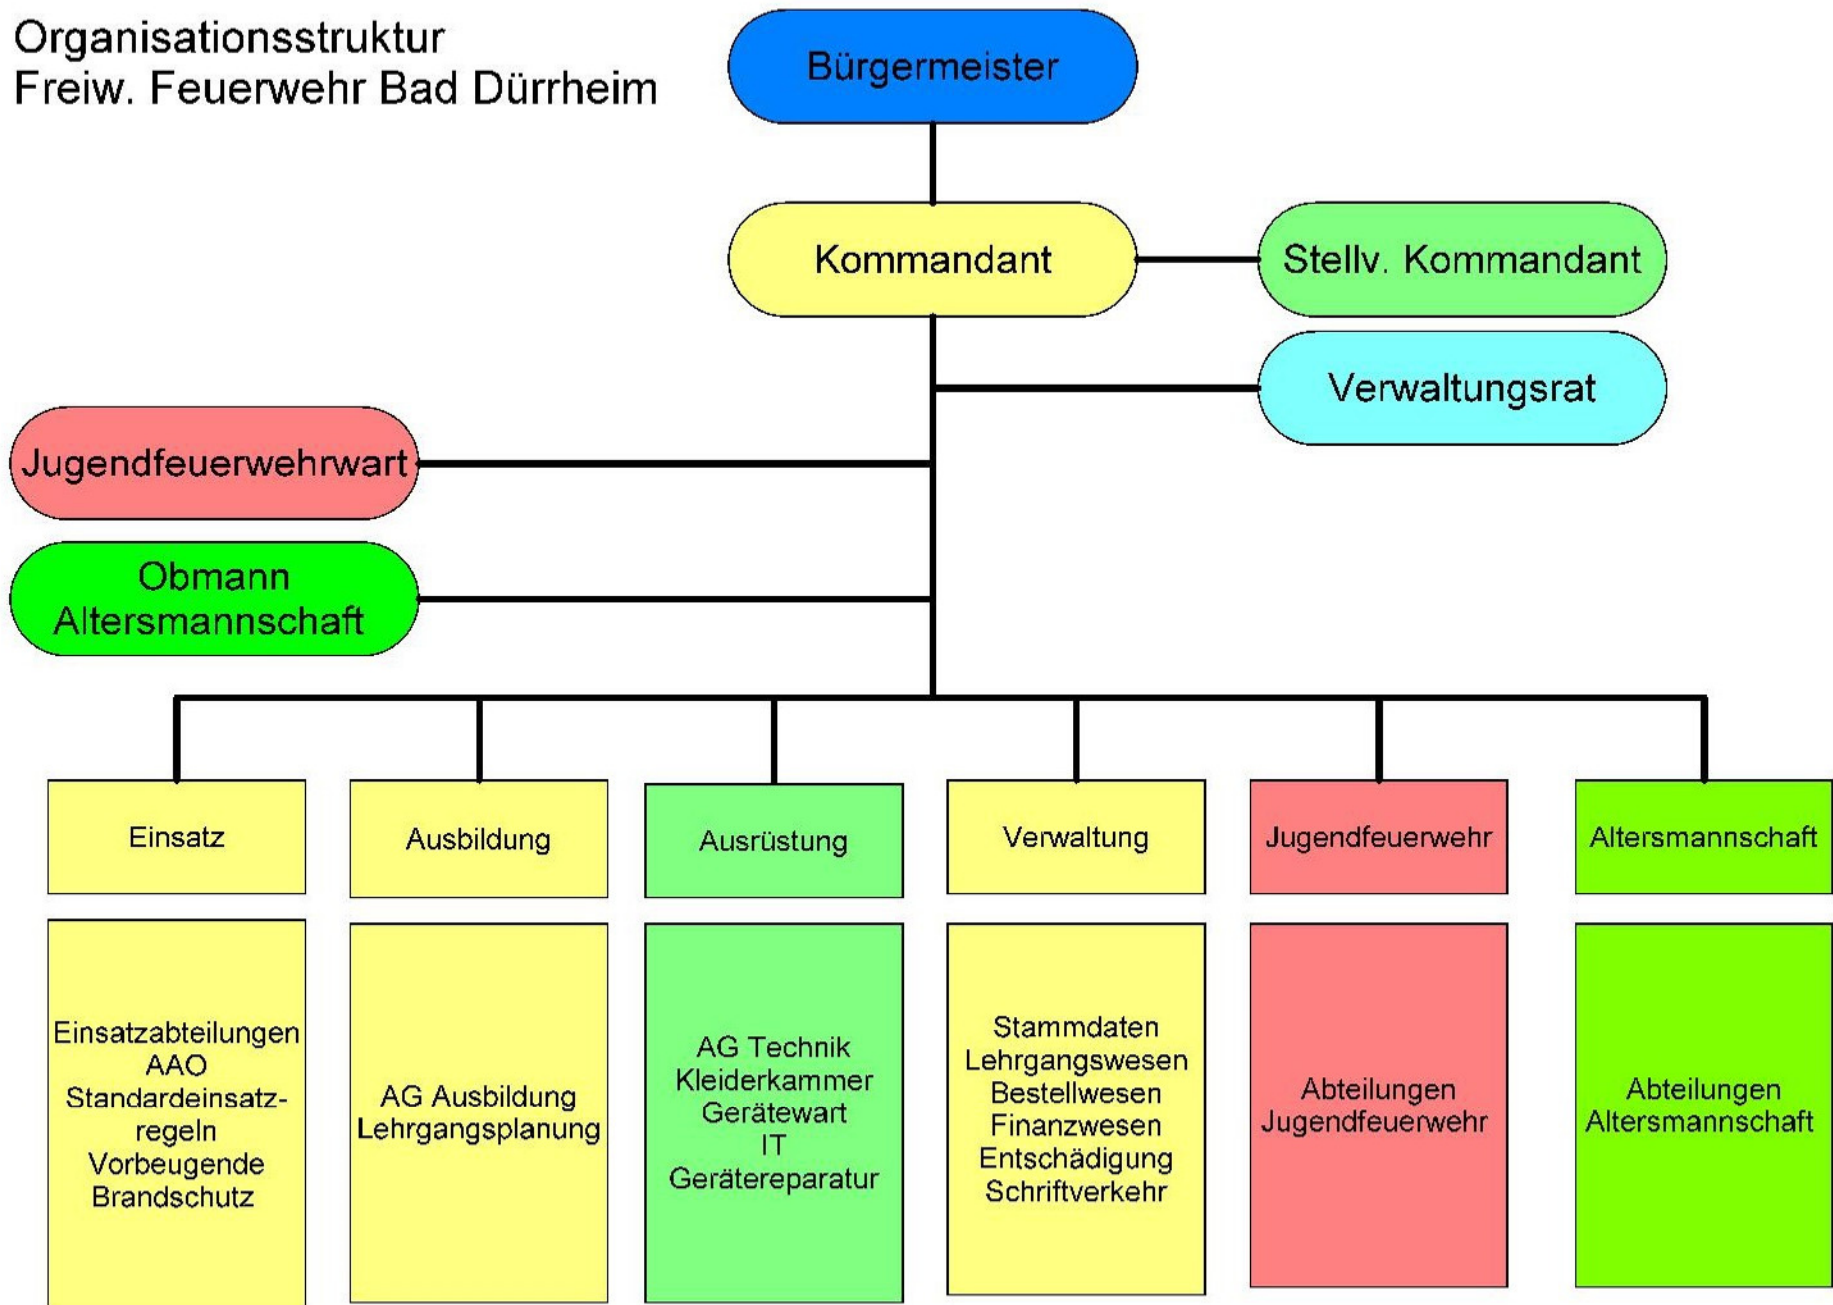 Organisationsstruktur
Freiw. Feuerwehr Bad Dürrheim
Bürgermeister
Kommandant
Stellv. Kommandant
Verwaltungsrat
Jugendfeuerwehrwart
Obmann
Altersmannschaft
Einsatz
Ausbildung
Ausrüstung
Verwaltung
Jugendfeuerwehr
Altersmannschaft
Einsatzabteilungen
AAO
Standardeinsatz-
regeln
Vorbeugende
Brandschutz
AG Ausbildung
Lehrgangsplanung
AG Technik
Kleiderkammer
Gerätewart
IT
Gerätereparatur
Stammdaten
Lehrgangswesen
Bestellwesen
Finanzwesen
Entschädigung
Schriftverkehr
Abteilungen
Jugendfeuerwehr
Abteilungen
Altersmannschaft